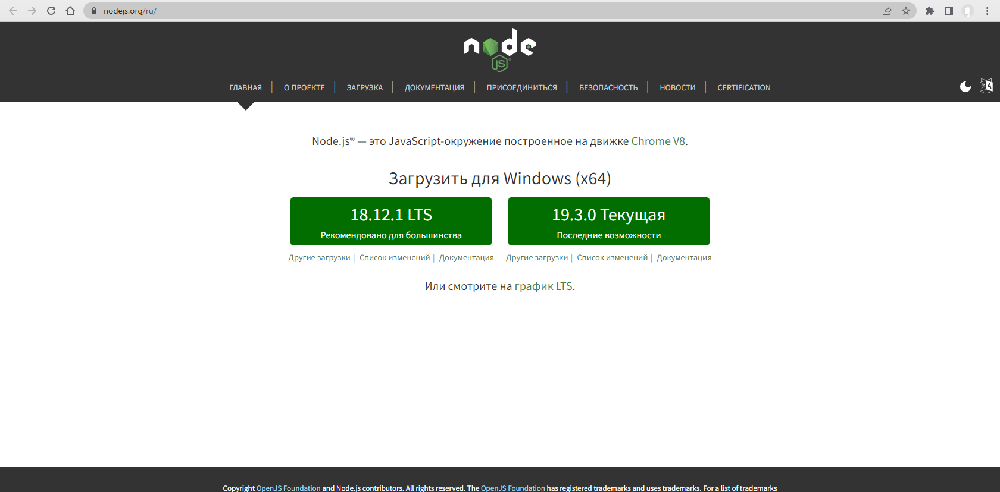 nodejs.org/ru/
node
JS
ГЛАВНАЯ | О ПРОЕКТЕ | ЗАГРУЗКА | ДОКУМЕНТАЦИЯ | ПРИСОЕДИНИТЬСЯ | БЕЗОПАСНОСТЬ | НОВОСТИ | CERTIFICATION
Node.js® — это JavaScript-окружение построенное на движке Chrome V8.
Загрузить для Windows (x64)
18.12.1 LTS
Рекомендовано для большинства
Другие загрузки | Список изменений | Документация
19.3.0 Текущая
Последние возможности
Другие загрузки | Список изменений | Документация
Или смотрите на график LTS.
Copyright OpenJS Foundation and Node.js contributors. All rights reserved. The OpenJS Foundation has registered trademarks and uses trademarks. For a list of trademarks